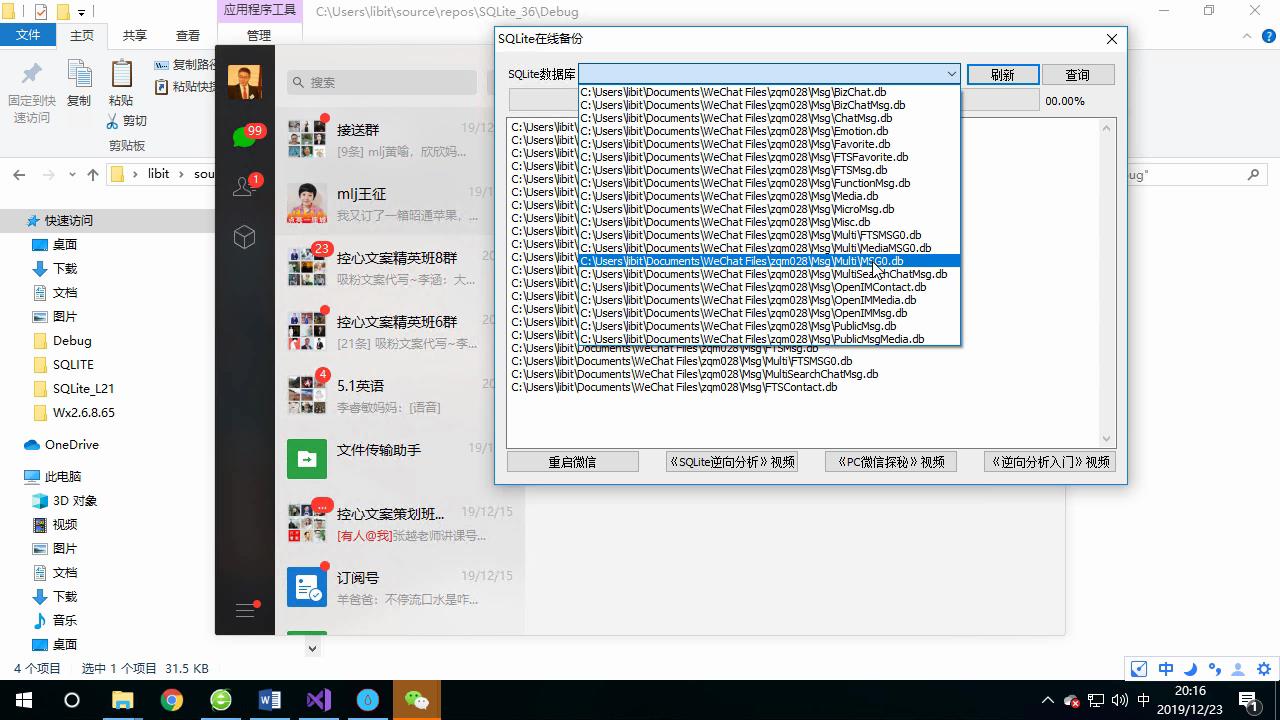 应用程序工具
C:\Users\libit\source\repos\SQLite_36\Debug
文件
主页
共享
查看
管理
固定到快
速访问
复制
粘贴
复制路径
粘贴快捷
剪切
剪贴板
libit
sou
快速访问
桌面
下载
文档
图片
Debug
SQLITE
SQLite_L21
Wx2.6.8.65
OneDrive
此电脑
3D 对象
视频
图片
文档
下载
音乐
桌面
4 个项目
选中 1 个项目 31.5 KB
99
1
搜索
接送群
19/12
[9条] mlj黄喻，欣欣妈...
mlj王征
19/1
我又订了一箱昭通苹果，...
23
控心文案精英班8群
20
吸粉文案代写~李涵：大...
控心文案精英班6群
20
[21条] 吸粉文案代写~李...
4
5.1英语
19/1
李睿敏妈妈：[语音]
文件传输助手
19/1
...
控心文案策划班...
19/12/15
[有人@我]张越老师讲课号...
订阅号
19/12/15
羊爸爸：不停流口水是咋...
SQLite在线备份
SQLite数据库
刷新
查询
00.00%
C:\Users\libit\Documents\WeChat Files\zqm028\Msg\BizChat.db
C:\Users\libit\Documents\WeChat Files\zqm028\Msg\BizChatMsg.db
C:\Users\libit\Documents\WeChat Files\zqm028\Msg\ChatMsg.db
C:\Users\libit\Documents\WeChat Files\zqm028\Msg\Emotion.db
C:\Users\libit\Documents\WeChat Files\zqm028\Msg\Favorite.db
C:\Users\libit\Documents\WeChat Files\zqm028\Msg\FTSFavorite.db
C:\Users\libit\Documents\WeChat Files\zqm028\Msg\FTSMsg.db
C:\Users\libit\Documents\WeChat Files\zqm028\Msg\FunctionMsg.db
C:\Users\libit\Documents\WeChat Files\zqm028\Msg\Media.db
C:\Users\libit\Documents\WeChat Files\zqm028\Msg\MicroMsg.db
C:\Users\libit\Documents\WeChat Files\zqm028\Msg\Misc.db
C:\Users\libit\Documents\WeChat Files\zqm028\Msg\Multi\FTSMSG0.db
C:\Users\libit\Documents\WeChat Files\zqm028\Msg\Multi\MediaMSG0.db
C:\Users\libit\Documents\WeChat Files\zqm028\Msg\Multi\MSG0.db
C:\Users\libit\Documents\WeChat Files\zqm028\Msg\MultiSearchChatMsg.db
C:\Users\libit\Documents\WeChat Files\zqm028\Msg\OpenIMContact.db
C:\Users\libit\Documents\WeChat Files\zqm028\Msg\OpenIMMedia.db
C:\Users\libit\Documents\WeChat Files\zqm028\Msg\OpenIMMsg.db
C:\Users\libit\Documents\WeChat Files\zqm028\Msg\PublicMsg.db
C:\Users\libit\Documents\WeChat Files\zqm028\Msg\PublicMsgMedia.db
C:\Users\libit\Documents\WeChat Files\zqm028\Msg\FTSMsg.db
C:\Users\libit\Documents\WeChat Files\zqm028\Msg\Multi\FTSMSG0.db
C:\Users\libit\Documents\WeChat Files\zqm028\Msg\MultiSearchChatMsg.db
C:\Users\libit\Documents\WeChat Files\zqm028\Msg\FTSContact.db
重启微信
《SQLite逆向分析》视频
《PC微信探秘》视频
《逆向分析入门》视频
ug"
中
中
20:16
2019/12/23
1